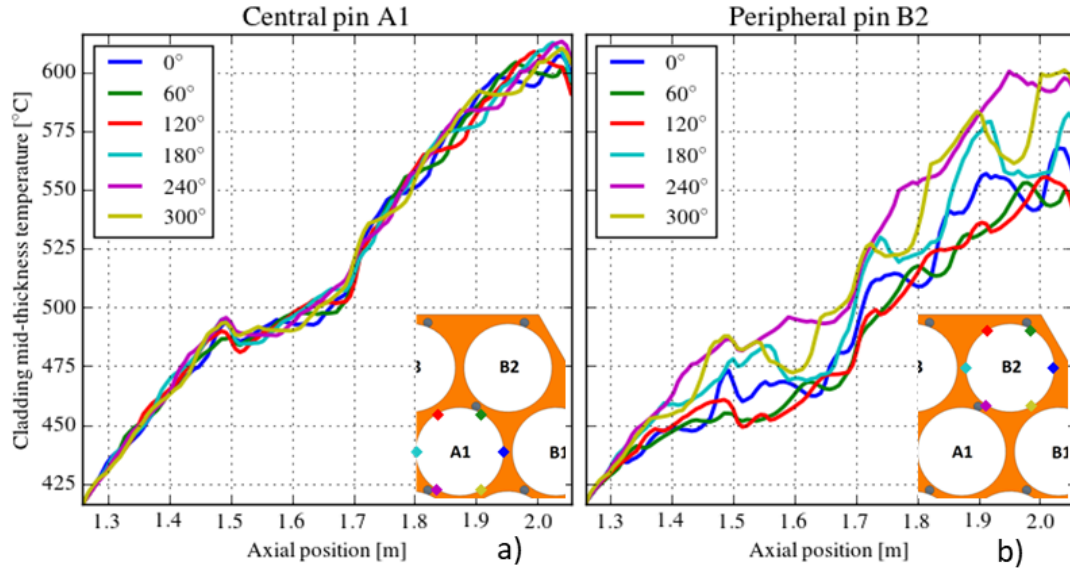 Central pin A1
Peripheral pin B2
Cladding mid-thickness temperature [°C]
600
575
550
525
500
475
450
425
0°
60°
120°
180°
240°
300°
B2
A1
B1
1.3 1.4 1.5 1.6 1.7 1.8 1.9 2.0
Axial position [m]
a)
0°
60°
120°
180°
240°
300°
B2
A1
B1
1.3 1.4 1.5 1.6 1.7 1.8 1.9 2.0
Axial position [m]
b)